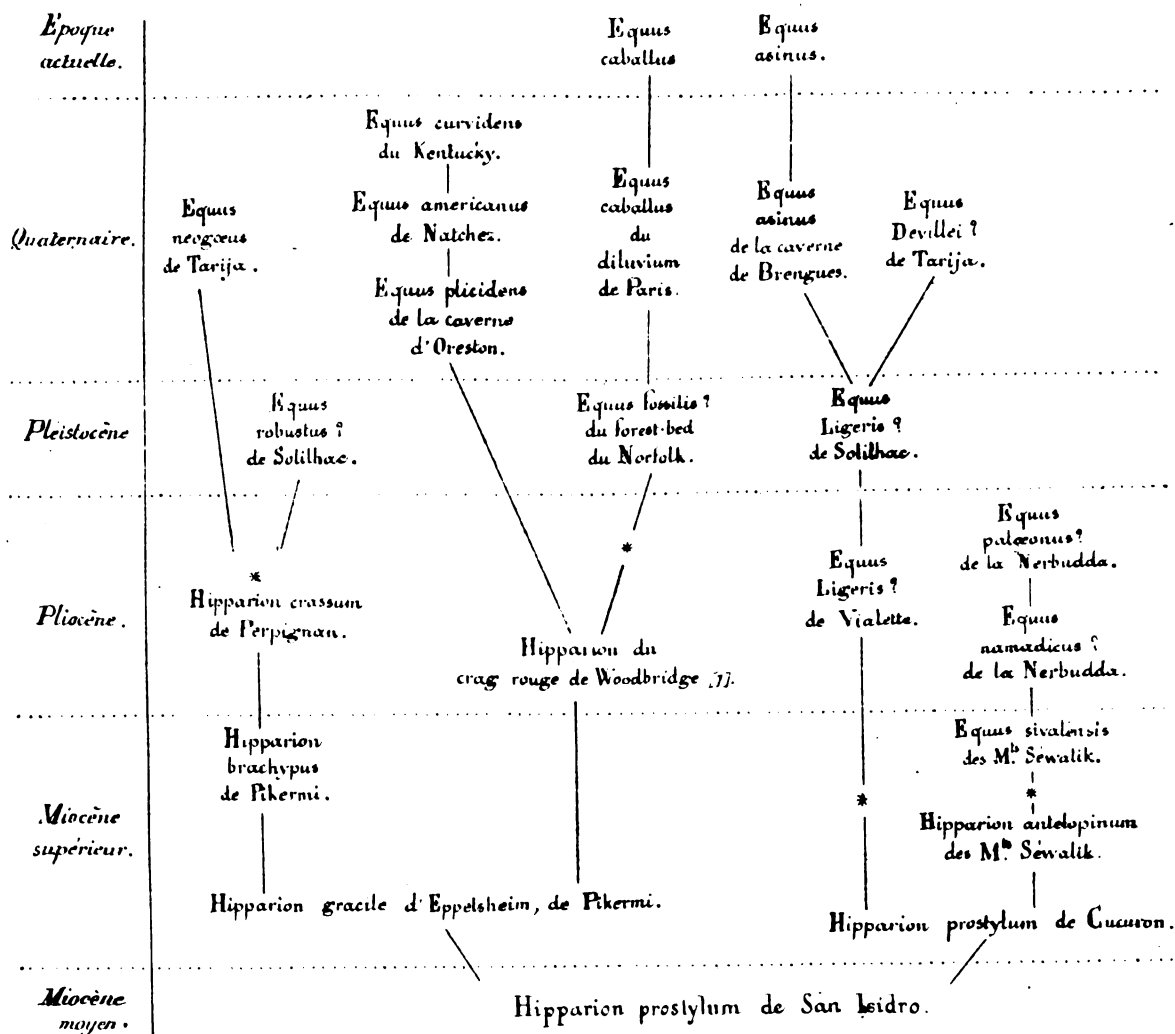 Époque
actuelle.
Equus
caballus
Equus
asinus.
Quaternaire.
Equus
neogœus
de Tarija.
Equus curvidens
du Kentucky.
Equus americanus
de Natchez.
Equus plicidens
de la caverne
d'Oreston.
Equus
caballus
du
diluvium
de Paris.
Equus
asinus
de la caverne
de Brengues.
Equus
Devillei ?
de Tarija.
Pleistocène
Equus
robustus ?
de Solilhac.
Equus fossilis ?
du forest-bed
du Norfolk.
Equus
Ligeris ?
de Solilhac.
Pliocène.
*
Hipparion crassum
de Perpignan.
*
Hipparion du
crag rouge de Woodbridge [1].
Equus
Ligeris ?
de Vialette.
Equus
palœonus ?
de la Nerbudda.
Equus
namadicus ?
de la Nerbudda.
Miocène
supérieur.
Hipparion
brachypus
de Pikermi.
Hipparion gracile d'Eppelsheim, de Pikermi.
*
Equus sivalensis
des Mts Séwalik.
*
Hipparion antelopinum
des Mts Séwalik.
Hipparion prostylum de Cucuron.
Miocène
moyen.
Hipparion prostylum de San Isidro.